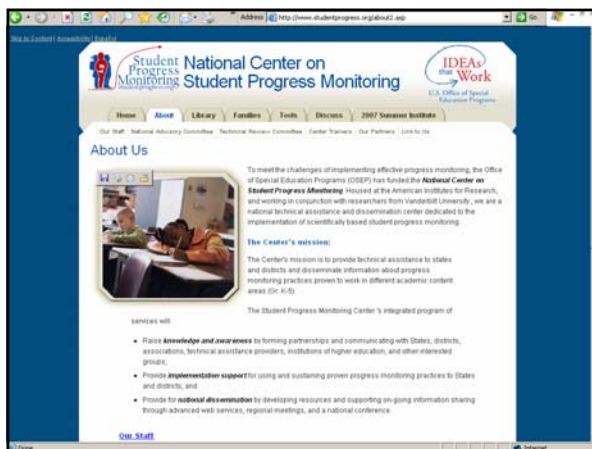 Address http://www.studentprogress.org/about2.asp
Go
Skip to Content | Accessibility | Español
Student
Progress
Monitoring
National Center on
Student Progress Monitoring
IDEAs
that Work
U.S. Office of Special
Education Programs
Home About Library Families Tools Discuss 2007 Summer Institute
Our Staff National Advisory Committee Technical Review Committee Center Trainers Our Partners Link to Us
About Us
To meet the challenges of implementing effective progress monitoring, the Office
of Special Education Programs (OSEP) has funded the National Center on
Student Progress Monitoring. Housed at the American Institutes for Research,
and working in conjunction with researchers from Vanderbilt University, we are a
national technical assistance and dissemination center dedicated to the
implementation of scientifically based student progress monitoring.
The Center's mission:
The Center's mission is to provide technical assistance to states
and districts and disseminate information about progress
monitoring practices proven to work in different academic content
areas (Gr. K-5).
The Student Progress Monitoring Center 's integrated program of
services will:
• Raise knowledge and awareness by forming partnerships and communicating with States, districts,
associations, technical assistance providers, institutions of higher education, and other interested
groups;
• Provide implementation support for using and sustaining proven progress monitoring practices to States
and districts; and
• Provide for national dissemination by developing resources and supporting on-going information sharing
through advanced web services, regional meetings, and a national conference.
Our Staff
Done
Internet